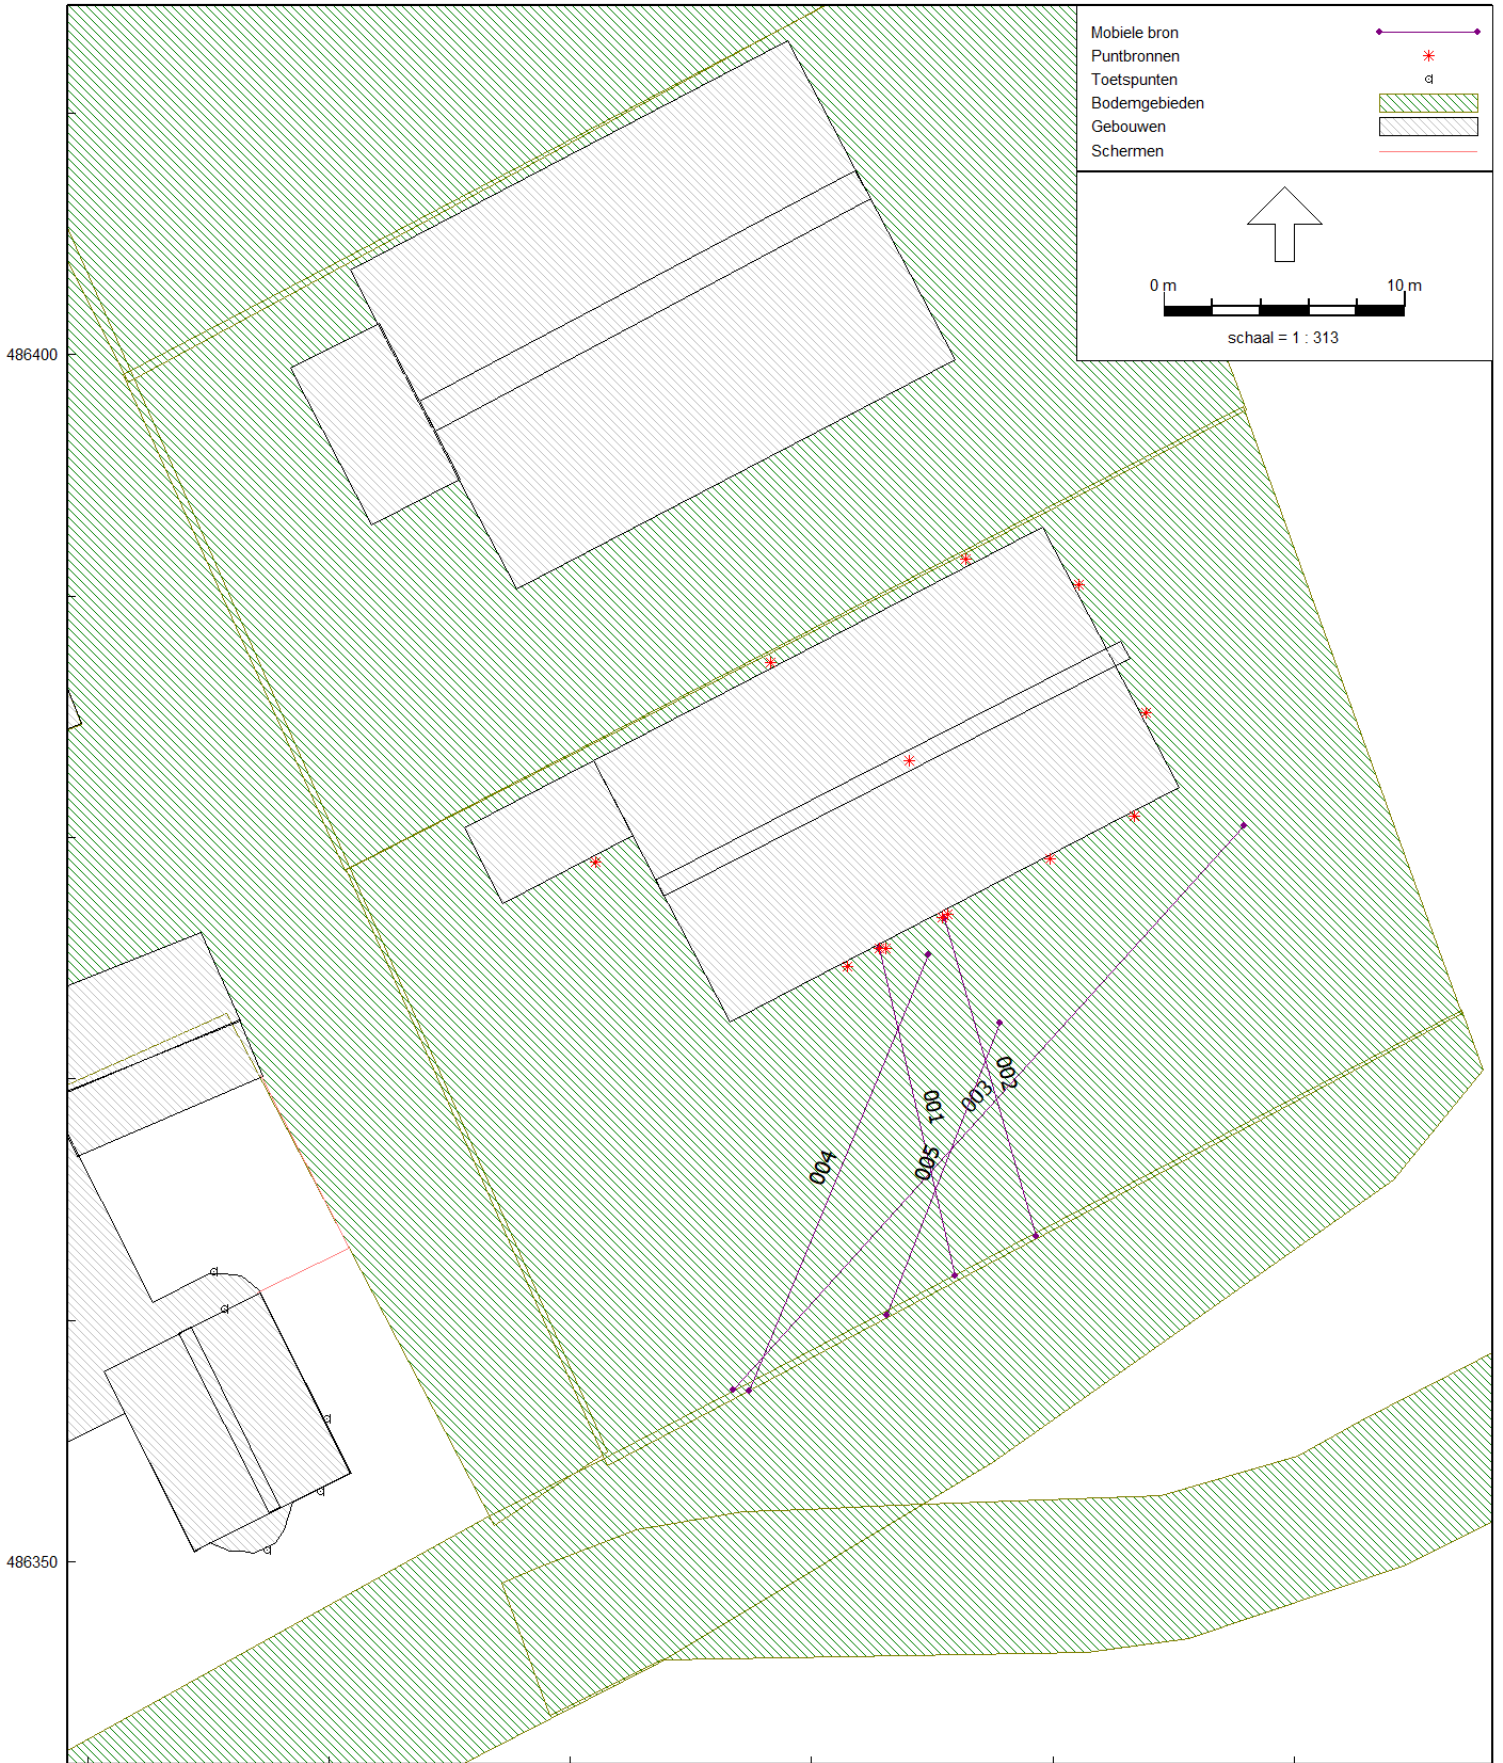 Mobiele bron
Puntbronnen
Toetspunten
Bodemgebieden
Gebouwen
Schermen
0 m
10 m
schaal = 1 : 313
486400
001
002
003
004
005
486350